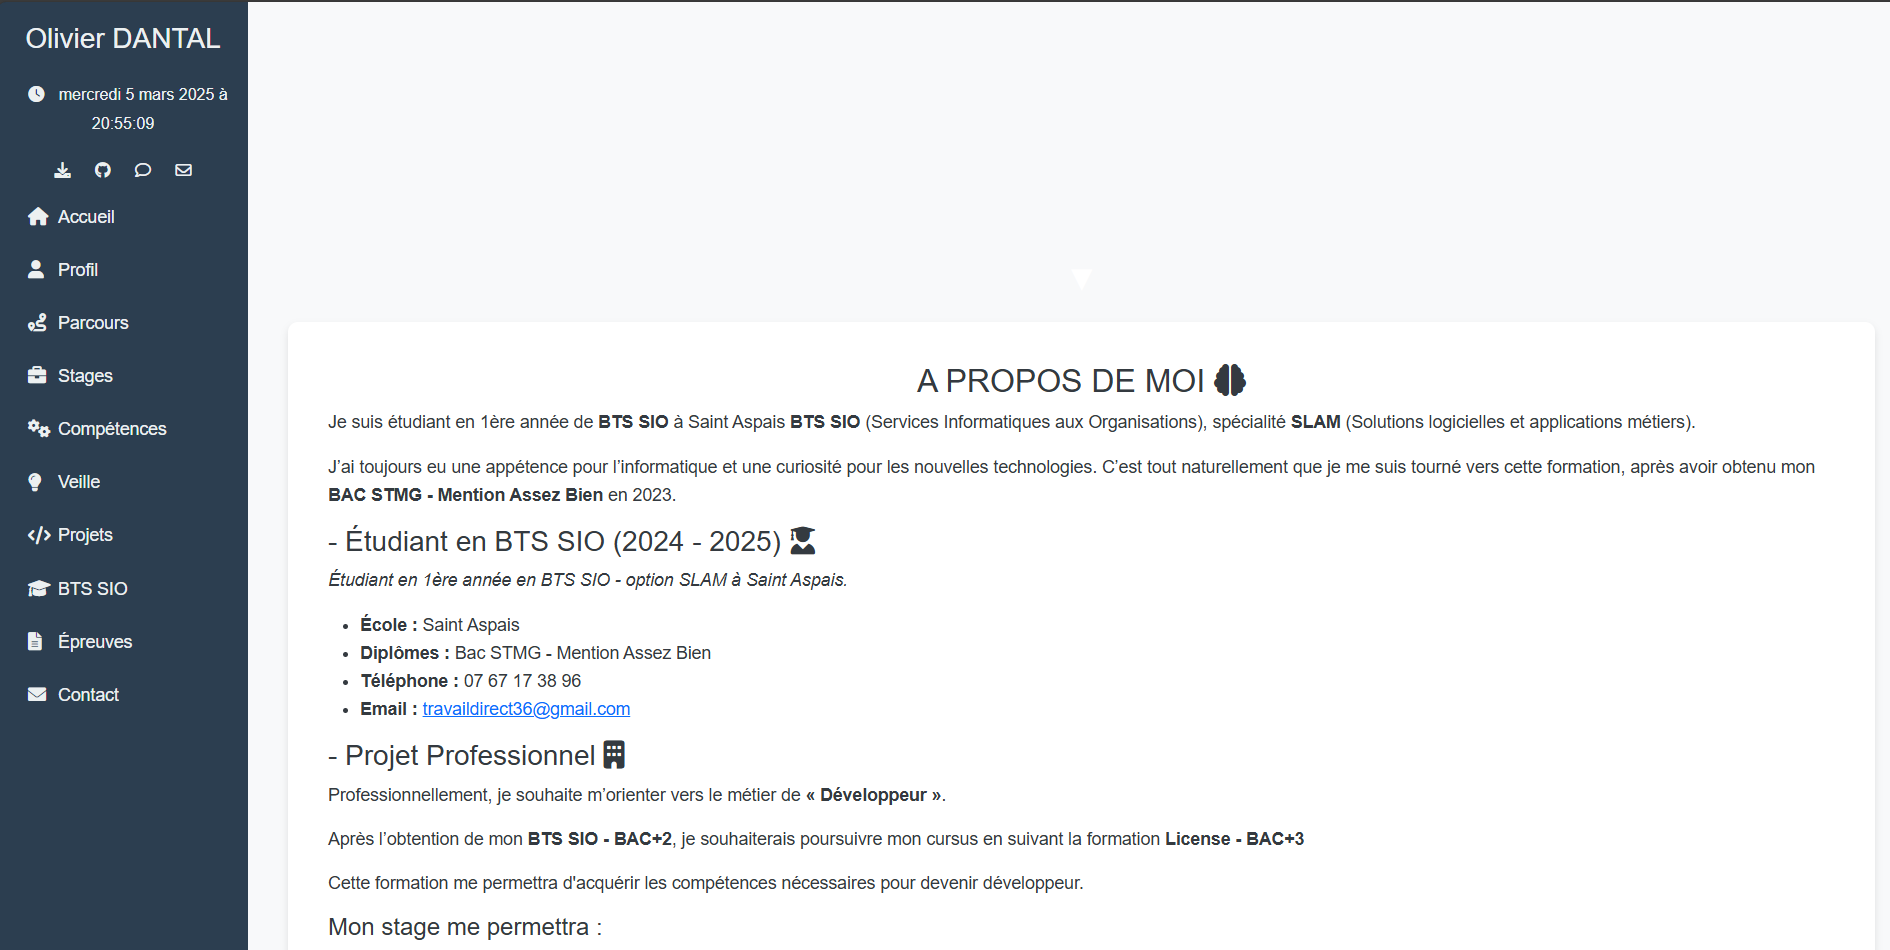 Olivier DANTAL
mercredi 5 mars 2025 à
20:55:09
Accueil
Profil
Parcours
Stages
Compétences
Veille
Projets
BTS SIO
Épreuves
Contact
A PROPOS DE MOI
Je suis étudiant en 1ère année de BTS SIO à Saint Aspais BTS SIO (Services Informatiques aux Organisations), spécialité SLAM (Solutions logicielles et applications métiers).
J’ai toujours eu une appétence pour l’informatique et une curiosité pour les nouvelles technologies. C’est tout naturellement que je me suis tourné vers cette formation, après avoir obtenu mon
BAC STMG - Mention Assez Bien en 2023.
- Étudiant en BTS SIO (2024 - 2025)
Étudiant en 1ère année en BTS SIO - option SLAM à Saint Aspais.
• École : Saint Aspais
• Diplômes : Bac STMG - Mention Assez Bien
• Téléphone : 07 67 17 38 96
• Email : travaildirect36@gmail.com
- Projet Professionnel
Professionnellement, je souhaite m’orienter vers le métier de « Développeur ».
Après l’obtention de mon BTS SIO - BAC+2, je souhaiterais poursuivre mon cursus en suivant la formation License - BAC+3
Cette formation me permettra d'acquérir les compétences nécessaires pour devenir développeur.
Mon stage me permettra :